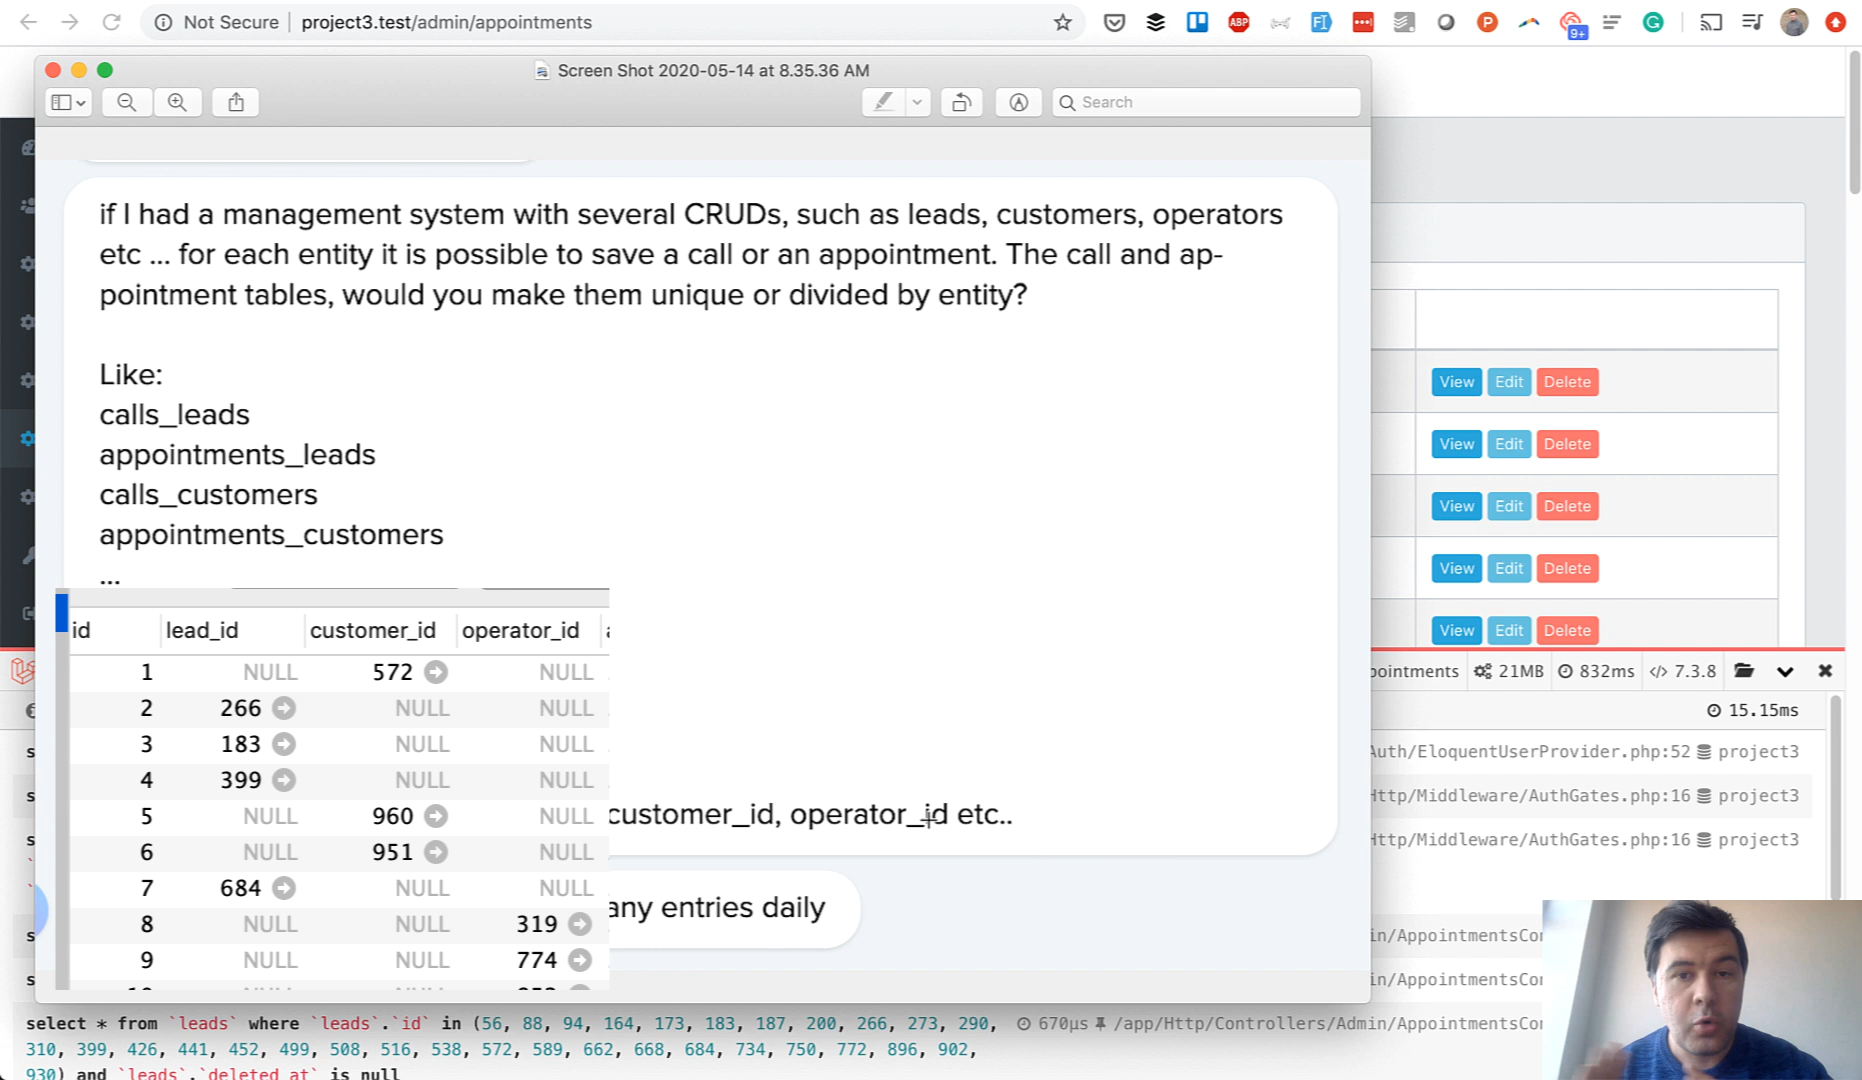 Not Secure | project3.test/admin/appointments
ABP
9+
Screen Shot 2020-05-14 at 8.35.36 AM
Search
if I had a management system with several CRUDs, such as leads, customers, operators
etc ... for each entity it is possible to save a call or an appointment. The call and ap-
pointment tables, would you make them unique or divided by entity?
Like:
calls_leads
appointments_leads
calls_customers
appointments_customers
...
id lead_id customer_id operator_id
1 NULL 572 NULL
2 266 NULL NULL
3 183 NULL NULL
4 399 NULL NULL
5 NULL 960 NULL
6 NULL 951 NULL
7 684 NULL NULL
8 NULL NULL 319
9 NULL NULL 774
customer_id, operator_id etc..
any entries daily
View Edit Delete
View Edit Delete
View Edit Delete
View Edit Delete
View Edit Delete
pointments 21MB 832ms 7.3.8
15.15ms
Auth/EloquentUserProvider.php:52 project3
Http/Middleware/AuthGates.php:16 project3
Http/Middleware/AuthGates.php:16 project3
in/AppointmentsCon
in/AppointmentsCon
select * from `leads` where `leads`.`id` in (56, 88, 94, 164, 173, 183, 187, 200, 266, 273, 290, 670μs /app/Http/Controllers/Admin/AppointmentsCon
310, 399, 426, 441, 452, 499, 508, 516, 538, 572, 589, 662, 668, 684, 734, 750, 772, 896, 902,
930) and `leads`.`deleted_at` is null